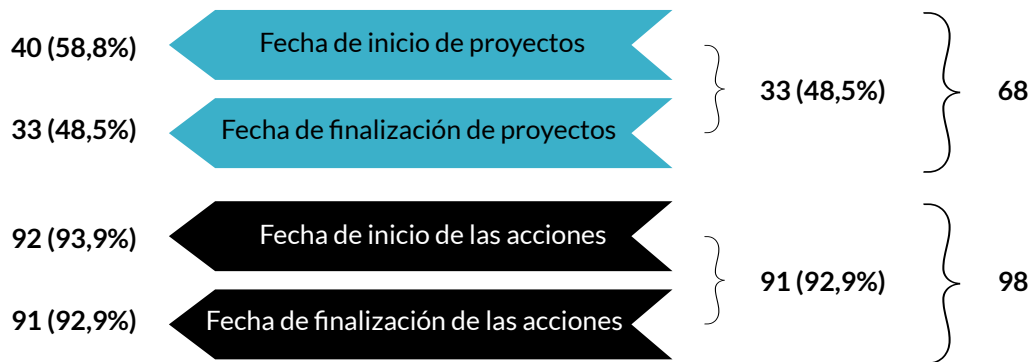 40 (58,8%) Fecha de inicio de proyectos
33 (48,5%) 68
33 (48,5%) Fecha de finalización de proyectos
92 (93,9%) Fecha de inicio de las acciones
91 (92,9%) 98
91 (92,9%) Fecha de finalización de las acciones